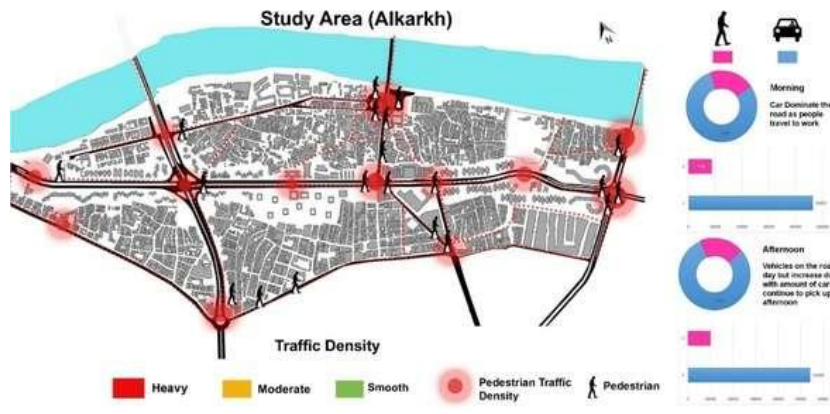 Study Area (Alkarkh)
N
Morning
Car Dominate the
road as people
travel to work
Afternoon
Vehicles on the roa
day but increase d
with amount of car
continue to pick up
afternoon
Traffic Density
Heavy
Moderate
Smooth
Pedestrian Traffic
Density
Pedestrian